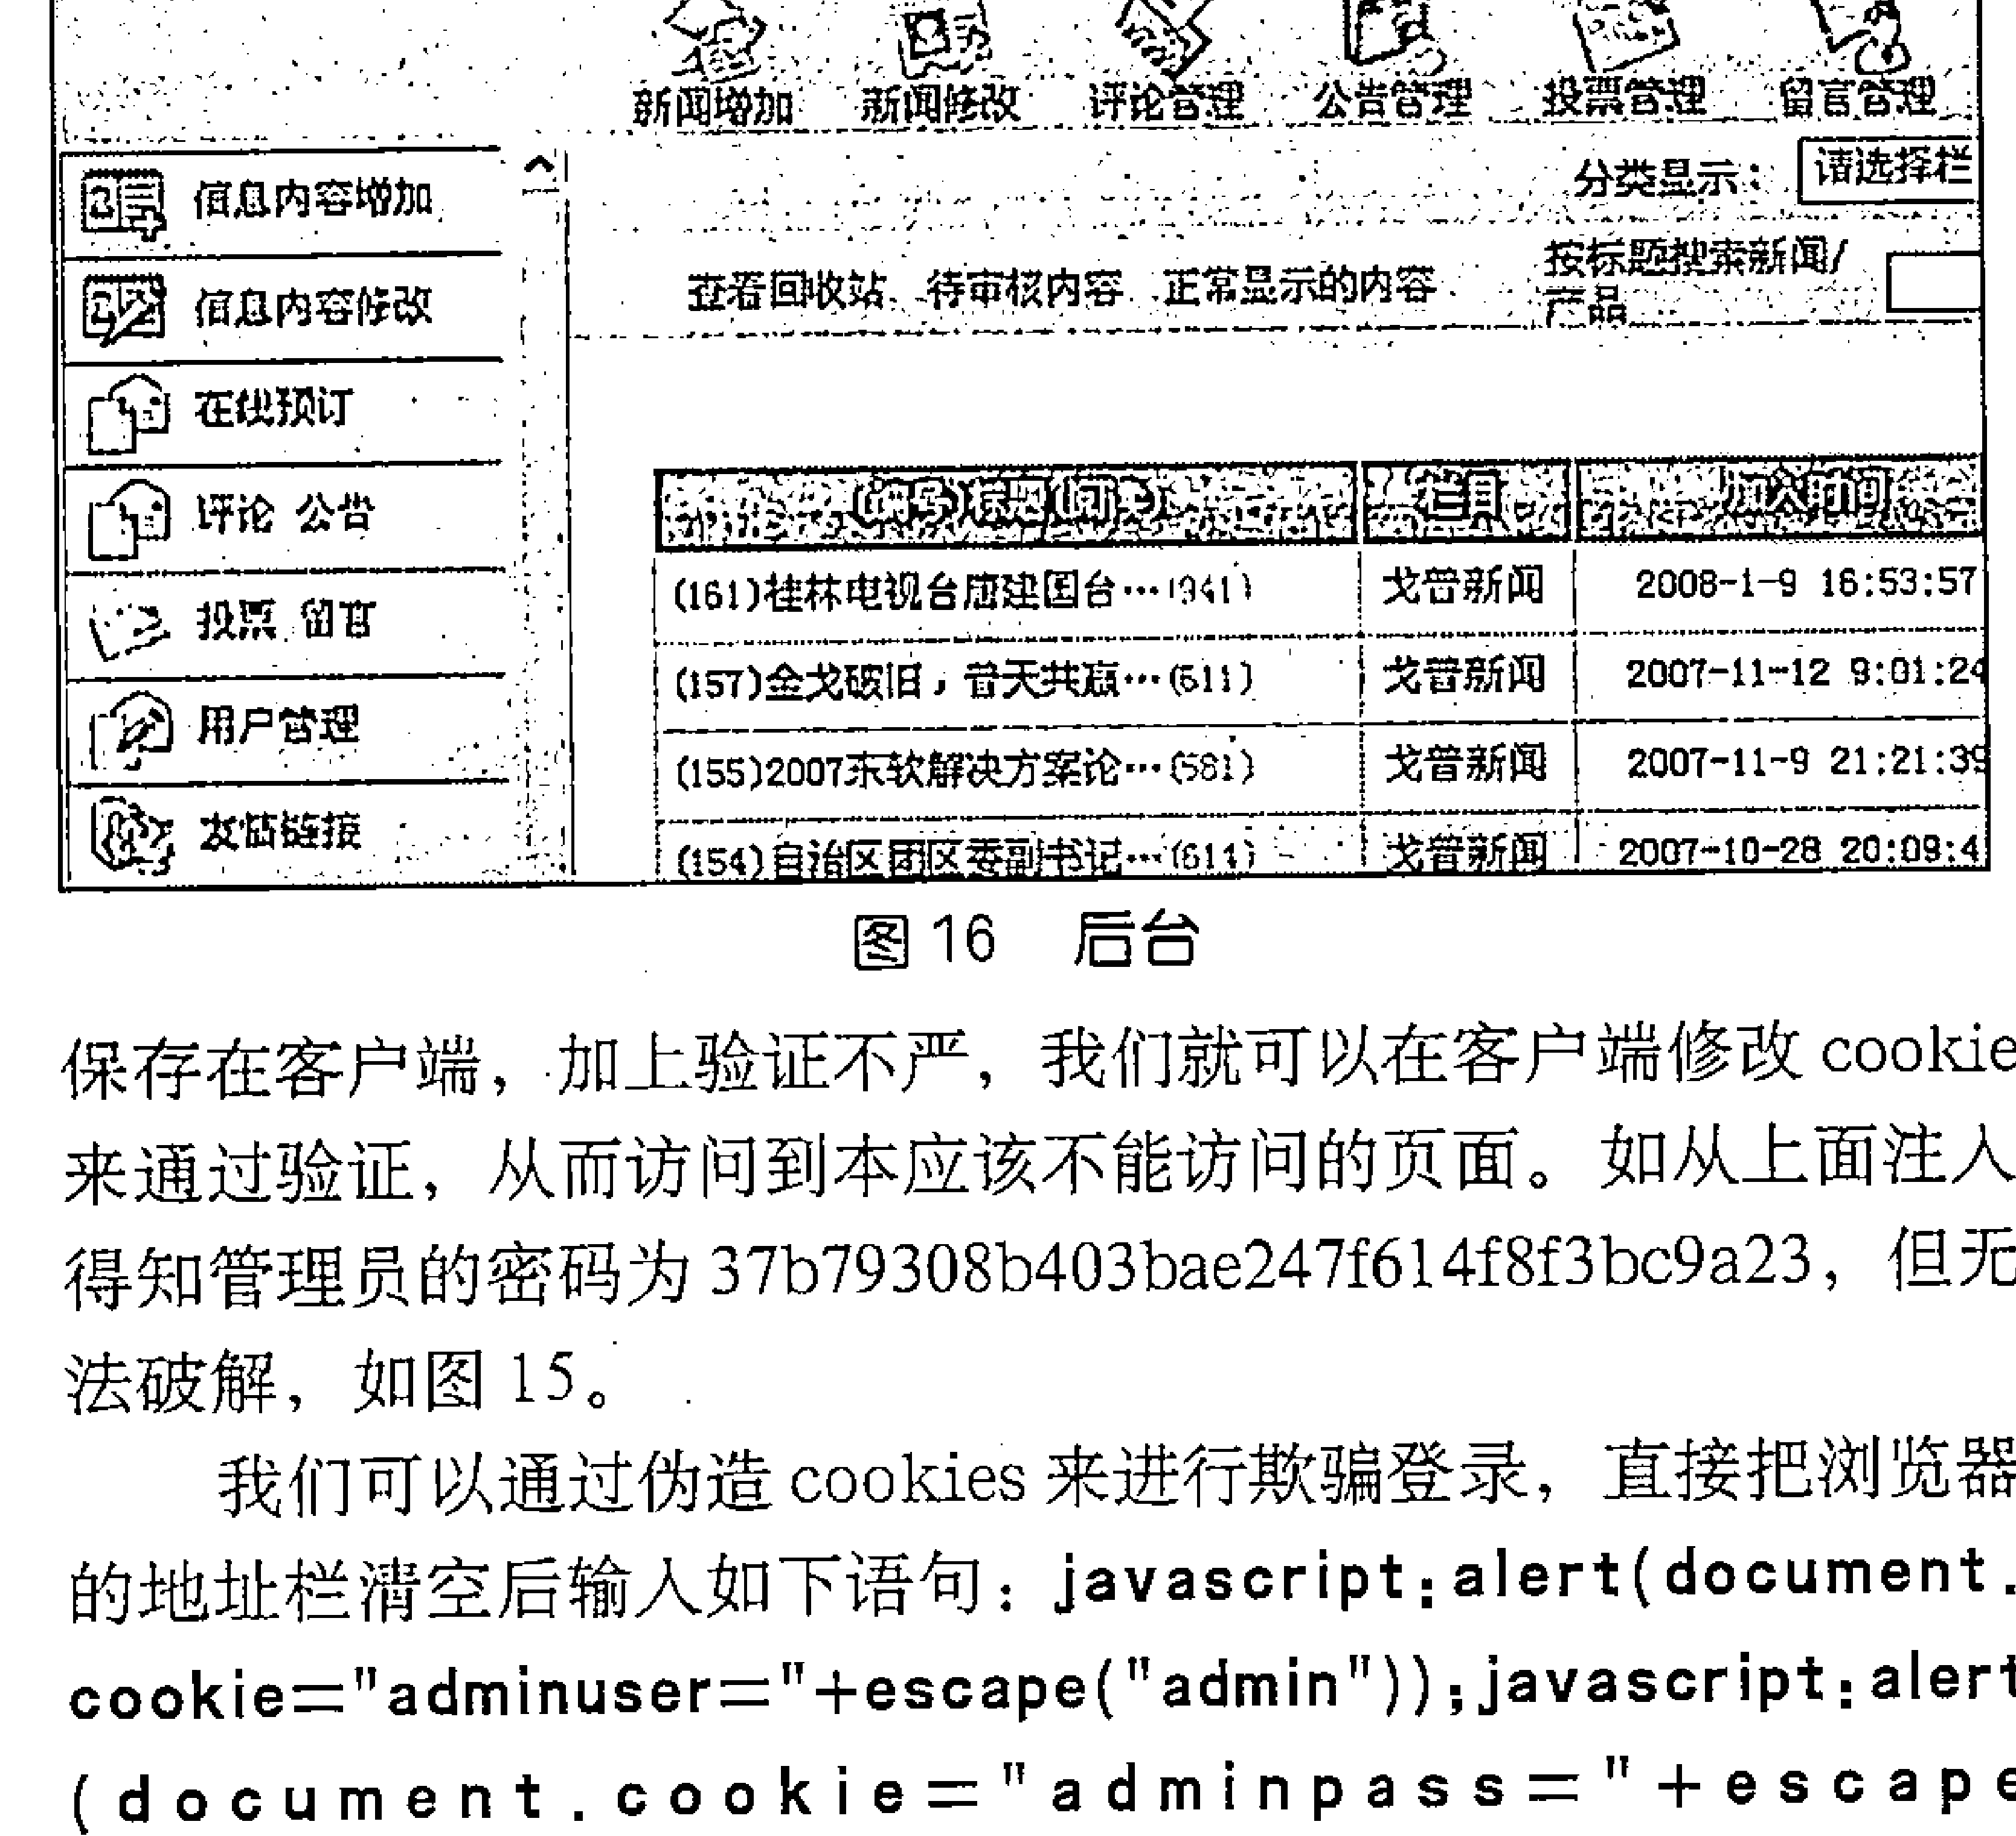 新闻增加 新闻修改 评论管理 公告管理 投票管理 留言管理
信息内容增加
分类显示： 请选择栏
信息内容修改
查看回收站 待审核内容 正常显示的内容
按标题搜索新闻/
产品
在线预订
评论 公告
标题 栏目 加入时间
投票 留言
(161)桂林电视台 建国台… 戈普新闻 2008-1-9 16:53:57
用户管理
(157)金戈破旧，普天共赢…(611) 戈普新闻 2007-11-12 9:01:24
(155)2007东软解决方案论…(581) 戈普新闻 2007-11-9 21:21:39
友情链接
(154)自治区团区委副书记…(614) 戈普新闻 2007-10-28 20:09:4
图 16 后台
保存在客户端，加上验证不严，我们就可以在客户端修改 cookie
来通过验证，从而访问到本应该不能访问的页面。如从上面注入
得知管理员的密码为 37b79308b403bae247f614f8f3bc9a23，但无
法破解，如图 15。
我们可以通过伪造 cookies 来进行欺骗登录，直接把浏览器
的地址栏清空后输入如下语句：javascript:alert(document.
cookie="adminuser="+escape("admin"));javascript:alert
(document.cookie="adminpass="+escape